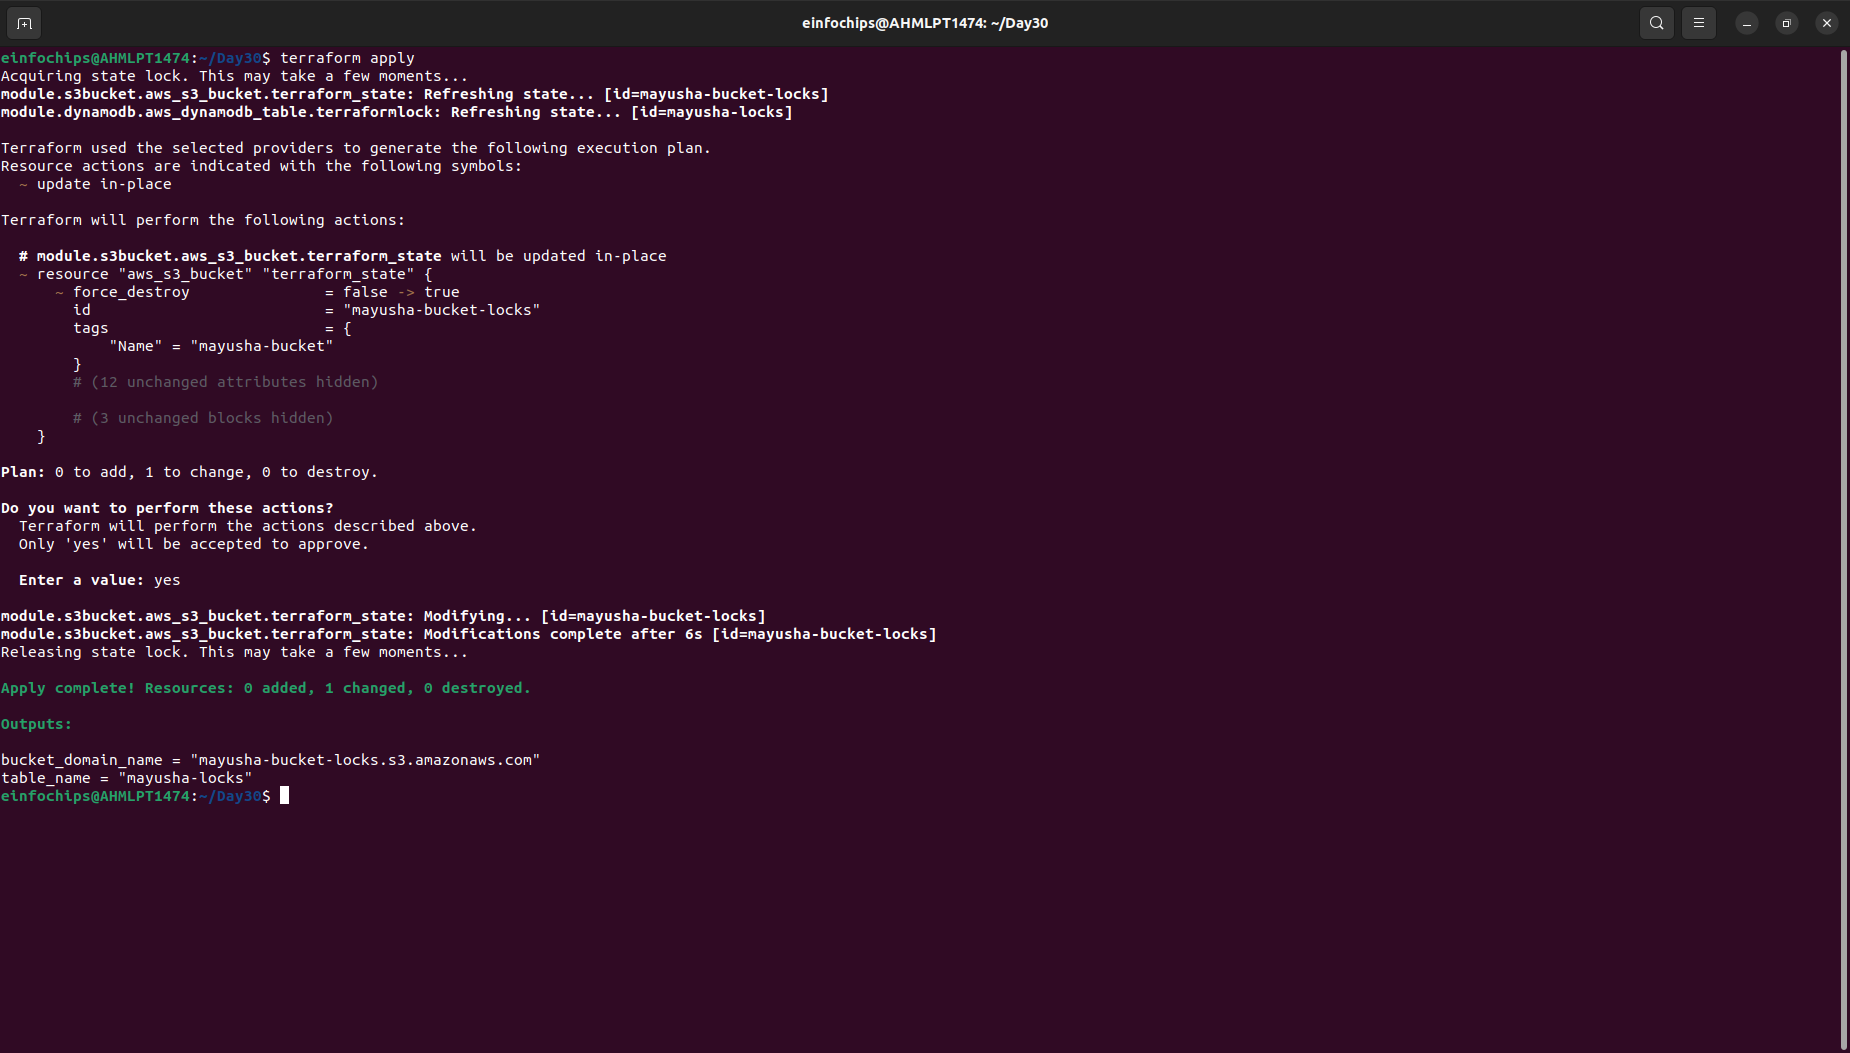 einfochips@AHMLPT1474: ~/Day30
einfochips@AHMLPT1474:~/Day30$ terraform apply
Acquiring state lock. This may take a few moments...
module.s3bucket.aws_s3_bucket.terraform_state: Refreshing state... [id=mayusha-bucket-locks]
module.dynamodb.aws_dynamodb_table.terraformlock: Refreshing state... [id=mayusha-locks]
Terraform used the selected providers to generate the following execution plan.
Resource actions are indicated with the following symbols:
  ~ update in-place
Terraform will perform the following actions:
  # module.s3bucket.aws_s3_bucket.terraform_state will be updated in-place
  ~ resource "aws_s3_bucket" "terraform_state" {
      ~ force_destroy               = false -> true
        id                          = "mayusha-bucket-locks"
        tags                        = {
            "Name" = "mayusha-bucket"
        }
        # (12 unchanged attributes hidden)
        # (3 unchanged blocks hidden)
    }
Plan: 0 to add, 1 to change, 0 to destroy.
Do you want to perform these actions?
  Terraform will perform the actions described above.
  Only 'yes' will be accepted to approve.
  Enter a value: yes
module.s3bucket.aws_s3_bucket.terraform_state: Modifying... [id=mayusha-bucket-locks]
module.s3bucket.aws_s3_bucket.terraform_state: Modifications complete after 6s [id=mayusha-bucket-locks]
Releasing state lock. This may take a few moments...
Apply complete! Resources: 0 added, 1 changed, 0 destroyed.
Outputs:
bucket_domain_name = "mayusha-bucket-locks.s3.amazonaws.com"
table_name = "mayusha-locks"
einfochips@AHMLPT1474:~/Day30$